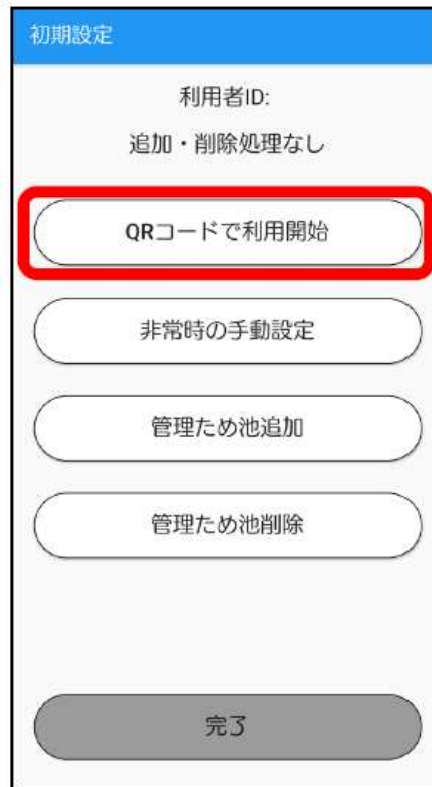 初期設定
利用者ID:
追加・削除処理なし
QRコードで利用開始
非常時の手動設定
管理ため池追加
管理ため池削除
完了